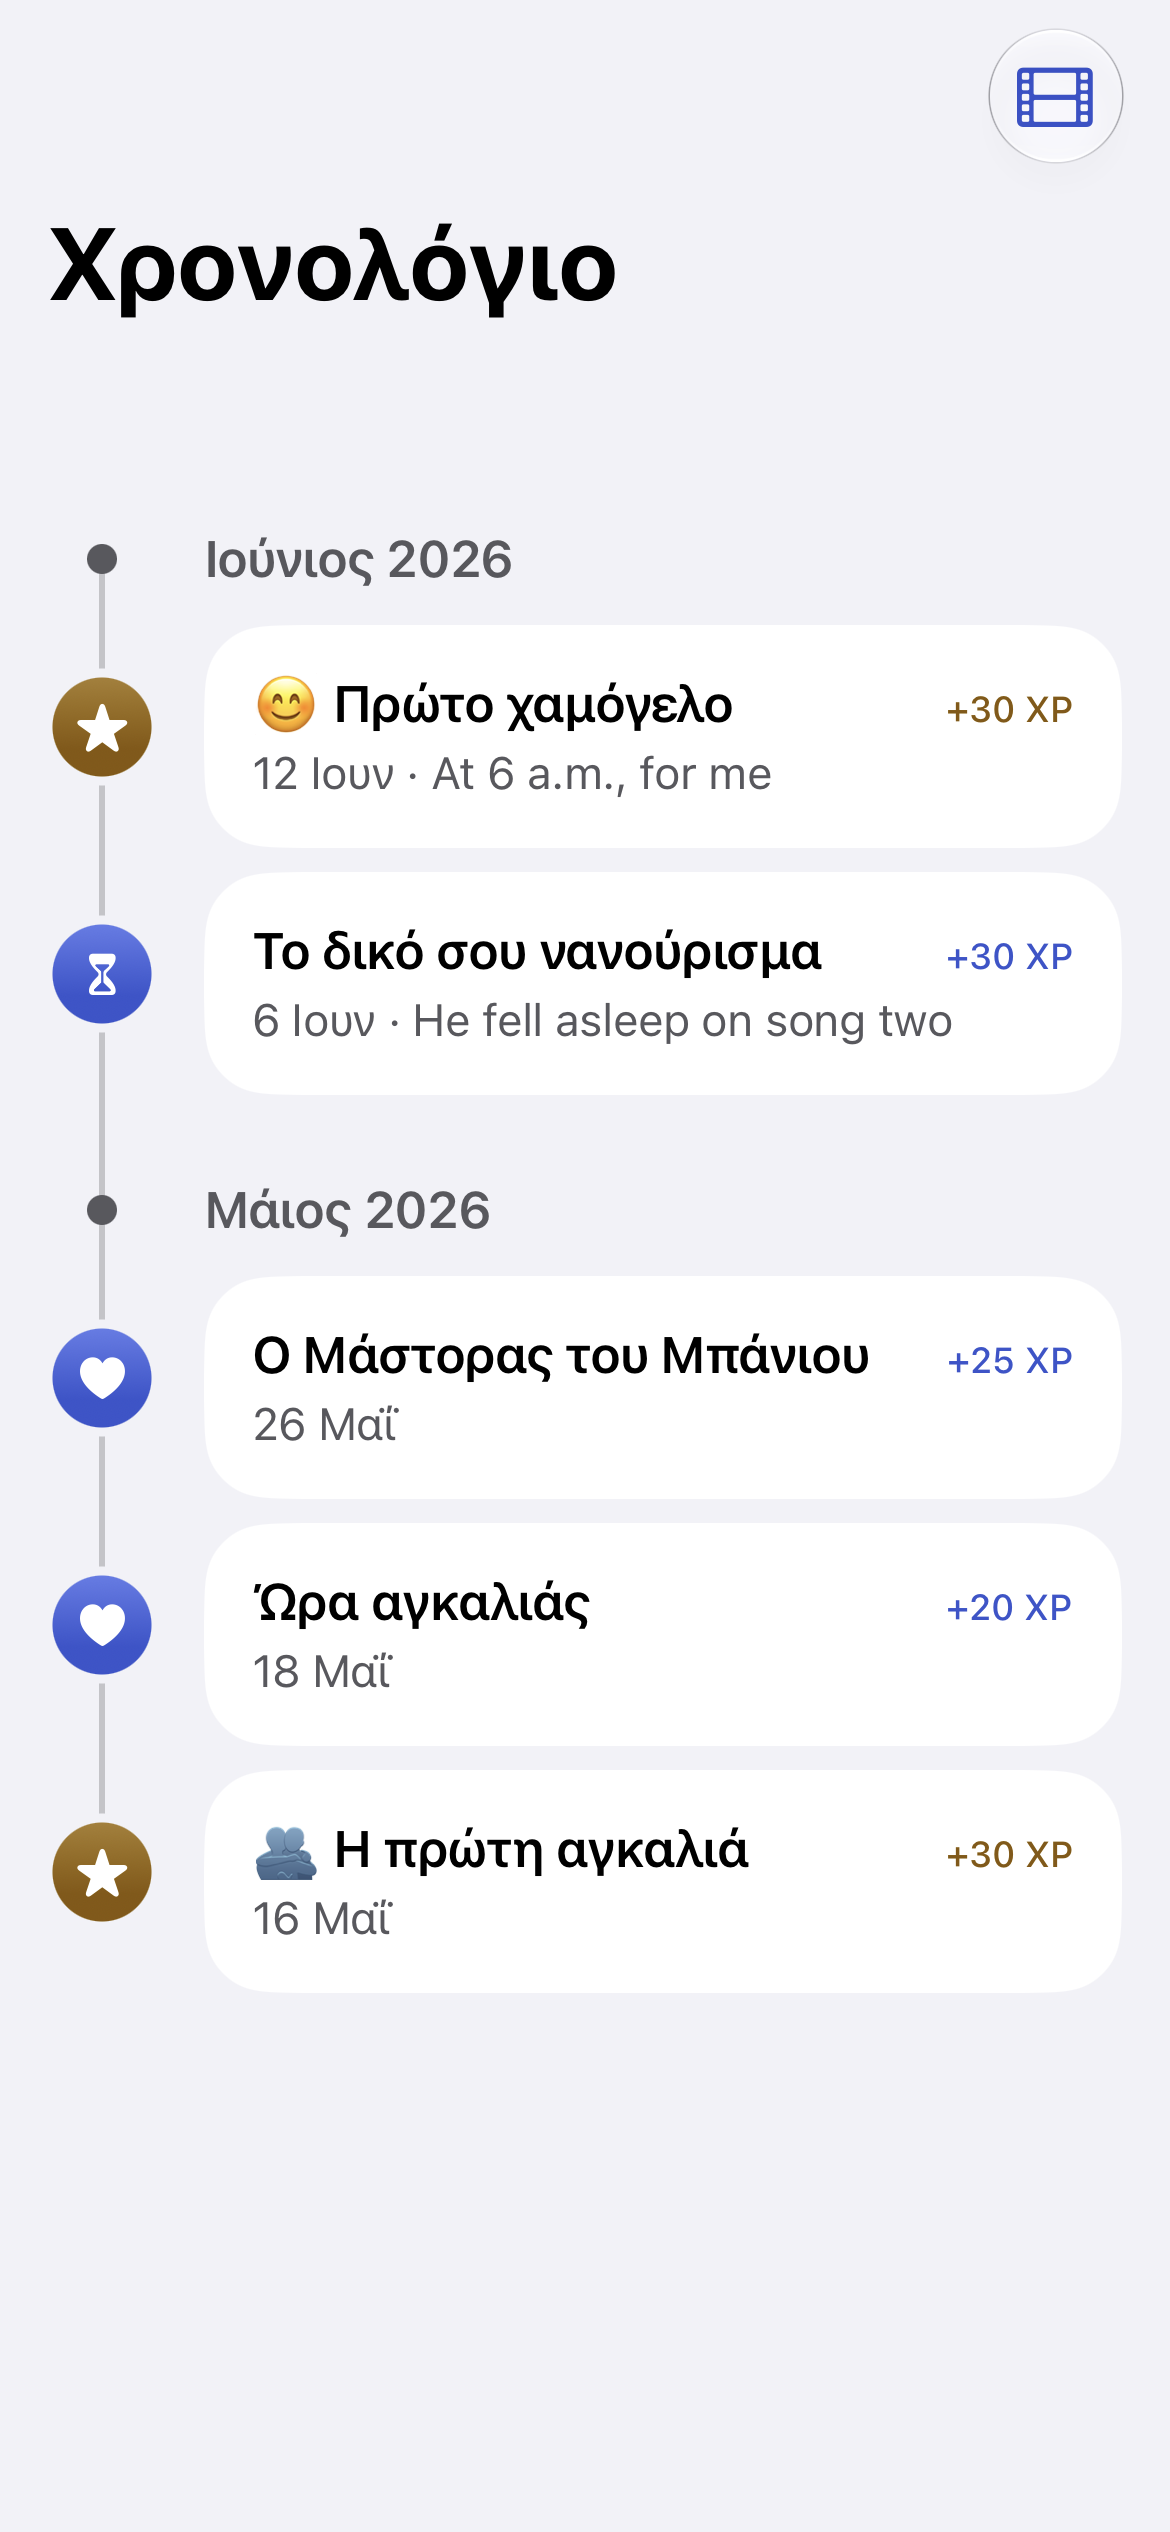 Χρονολόγιο
Ιούνιος 2026
😊 Πρώτο χαμόγελο +30 XP
12 Ιουν · At 6 a.m., for me
Το δικό σου νανούρισμα +30 XP
6 Ιουν · He fell asleep on song two
Μάιος 2026
Ο Μάστορας του Μπάνιου +25 XP
26 Μαΐ
Ώρα αγκαλιάς +20 XP
18 Μαΐ
🫂 Η πρώτη αγκαλιά +30 XP
16 Μαΐ